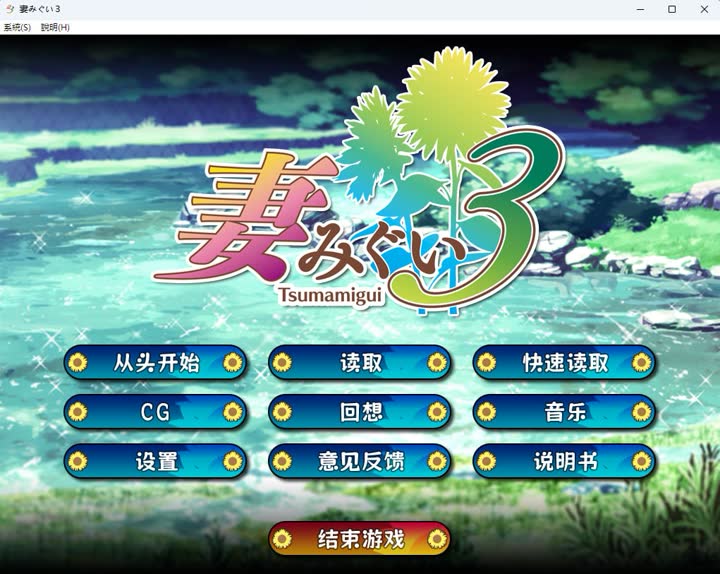 妻みぐい３
系統(S) 說明(H)
妻みぐい3
Tsumamigui
从头开始 读取 快速读取
CG 回想 音乐
设置 意见反馈 说明书
结束游戏